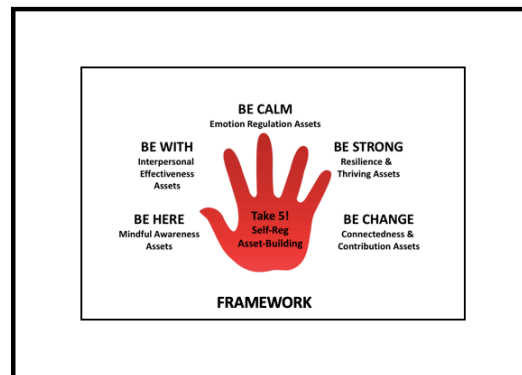 BE CALM
Emotion Regulation Assets
BE WITH
Interpersonal
Effectiveness
Assets
BE STRONG
Resilience &
Thriving Assets
BE HERE
Mindful Awareness
Assets
Take 5!
Self-Reg
Asset-Building
BE CHANGE
Connectedness &
Contribution Assets
FRAMEWORK